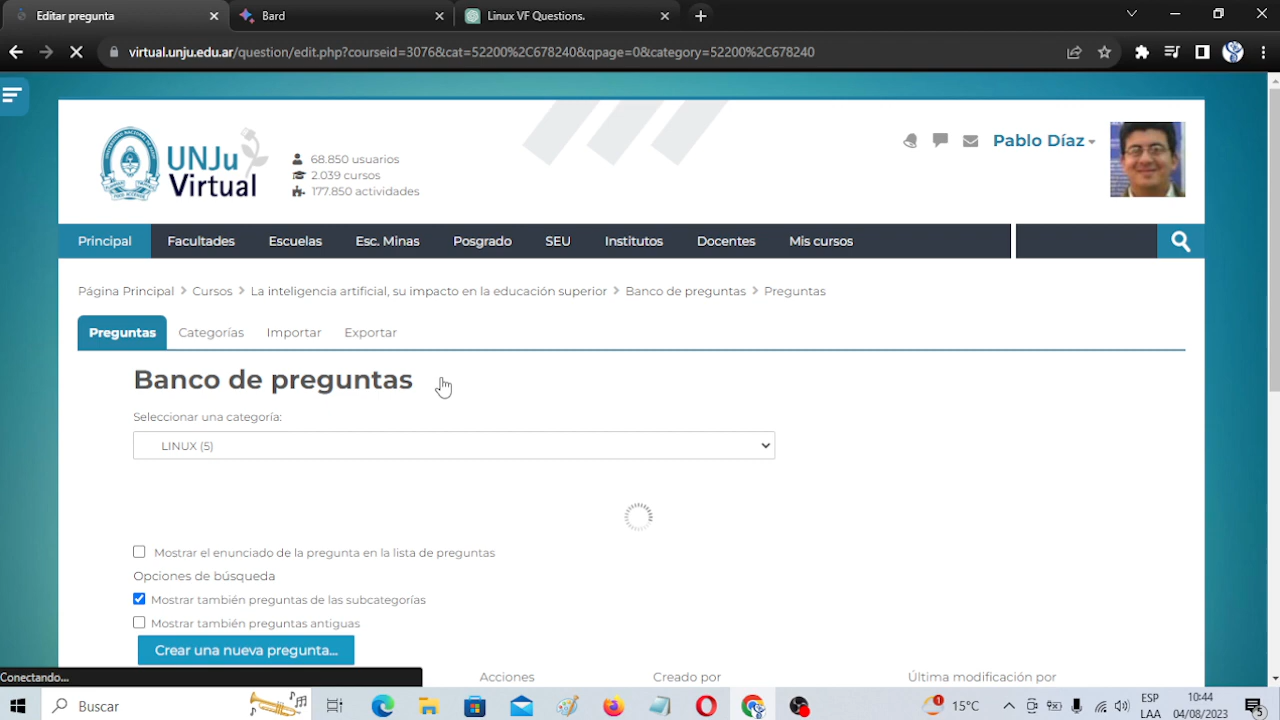 Editar pregunta
Bard
Linux VF Questions.
virtual.unju.edu.ar/question/edit.php?courseid=3076&cat=52200%2C678240&qpage=0&category=52200%2C678240
UNJu
Virtual
68.850 usuarios
2.039 cursos
177.850 actividades
Pablo Díaz
Principal Facultades Escuelas Esc. Minas Posgrado SEU Institutos Docentes Mis cursos
Página Principal > Cursos > La inteligencia artificial, su impacto en la educación superior > Banco de preguntas > Preguntas
Preguntas Categorías Importar Exportar
Banco de preguntas
Seleccionar una categoría:
LINUX (5)
Mostrar el enunciado de la pregunta en la lista de preguntas
Opciones de búsqueda
Mostrar también preguntas de las subcategorías
Mostrar también preguntas antiguas
Crear una nueva pregunta...
Conectando...
Acciones Creado por Última modificación por
Buscar
15°C
ESP
LAA
10:44
04/08/2023
5